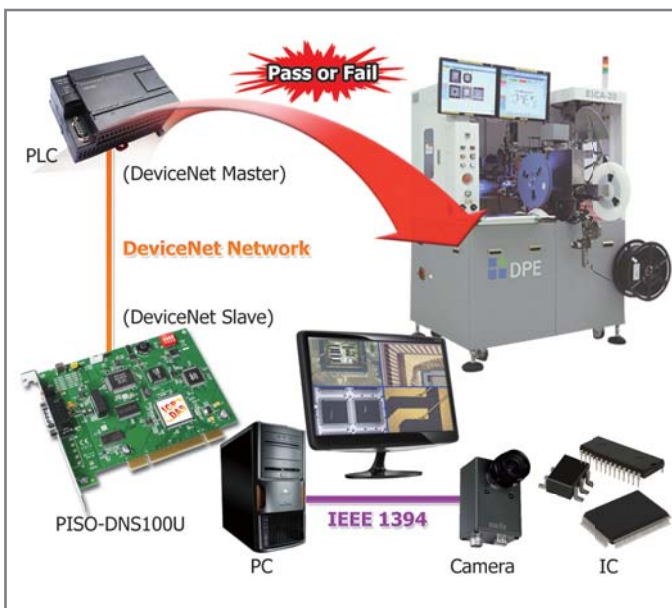 Pass or Fail
PLC
(DeviceNet Master)
DeviceNet Network
(DeviceNet Slave)
DPE
PISO-DNS100U
IEEE 1394
PC
Camera
IC